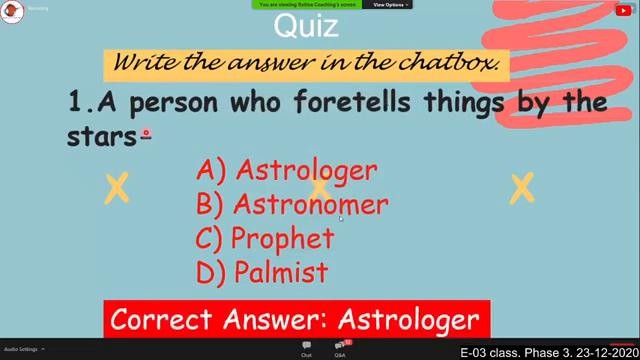 Recording
You are viewing Retina Coaching's screen
View Options
Quiz
Write the answer in the chatbox.
1.A person who foretells things by the
stars-
A) Astrologer
B) Astronomer
C) Prophet
D) Palmist
Correct Answer: Astrologer
Audio Settings
Chat
Q&A
E-03 class. Phase 3. 23-12-2020